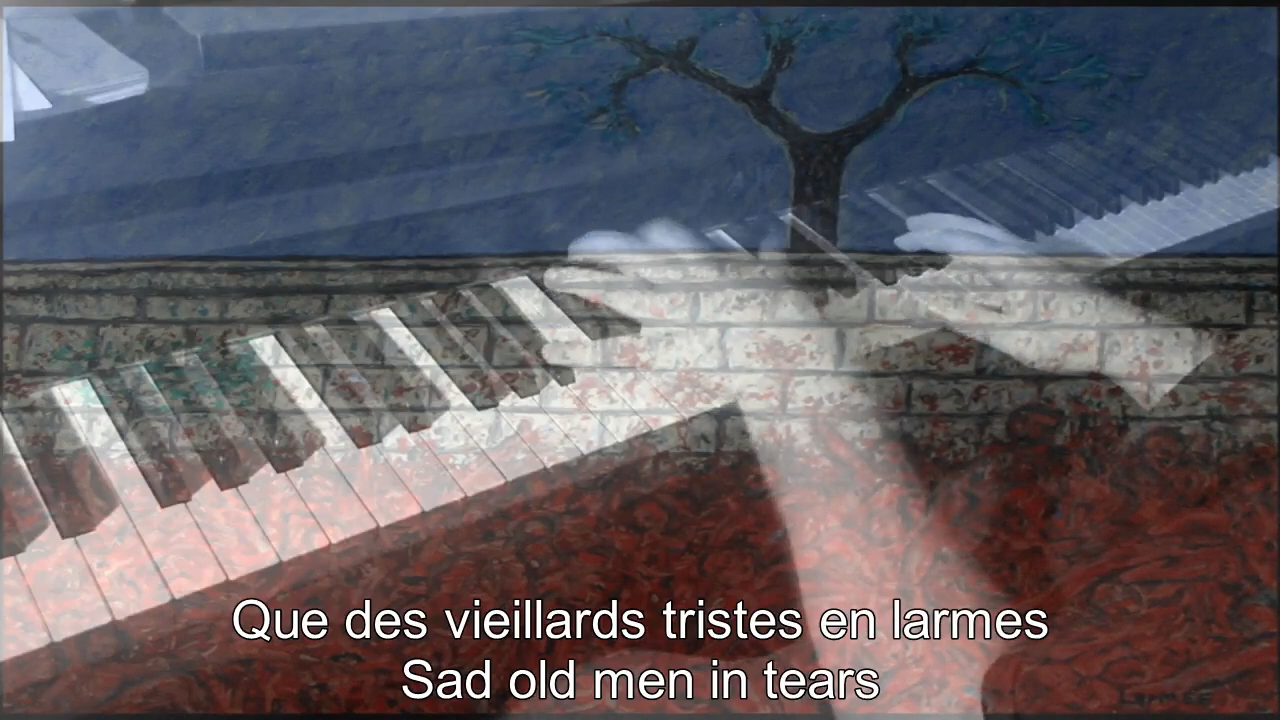 Que des vieillards tristes en larmes
Sad old men in tears